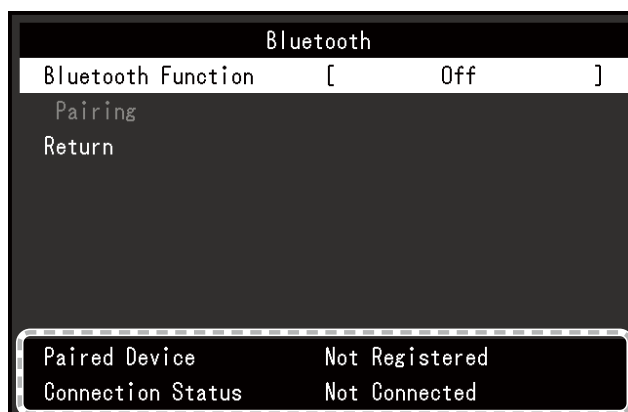 Bluetooth
Bluetooth Function [ Off ]
Pairing
Return
Paired Device Not Registered
Connection Status Not Connected